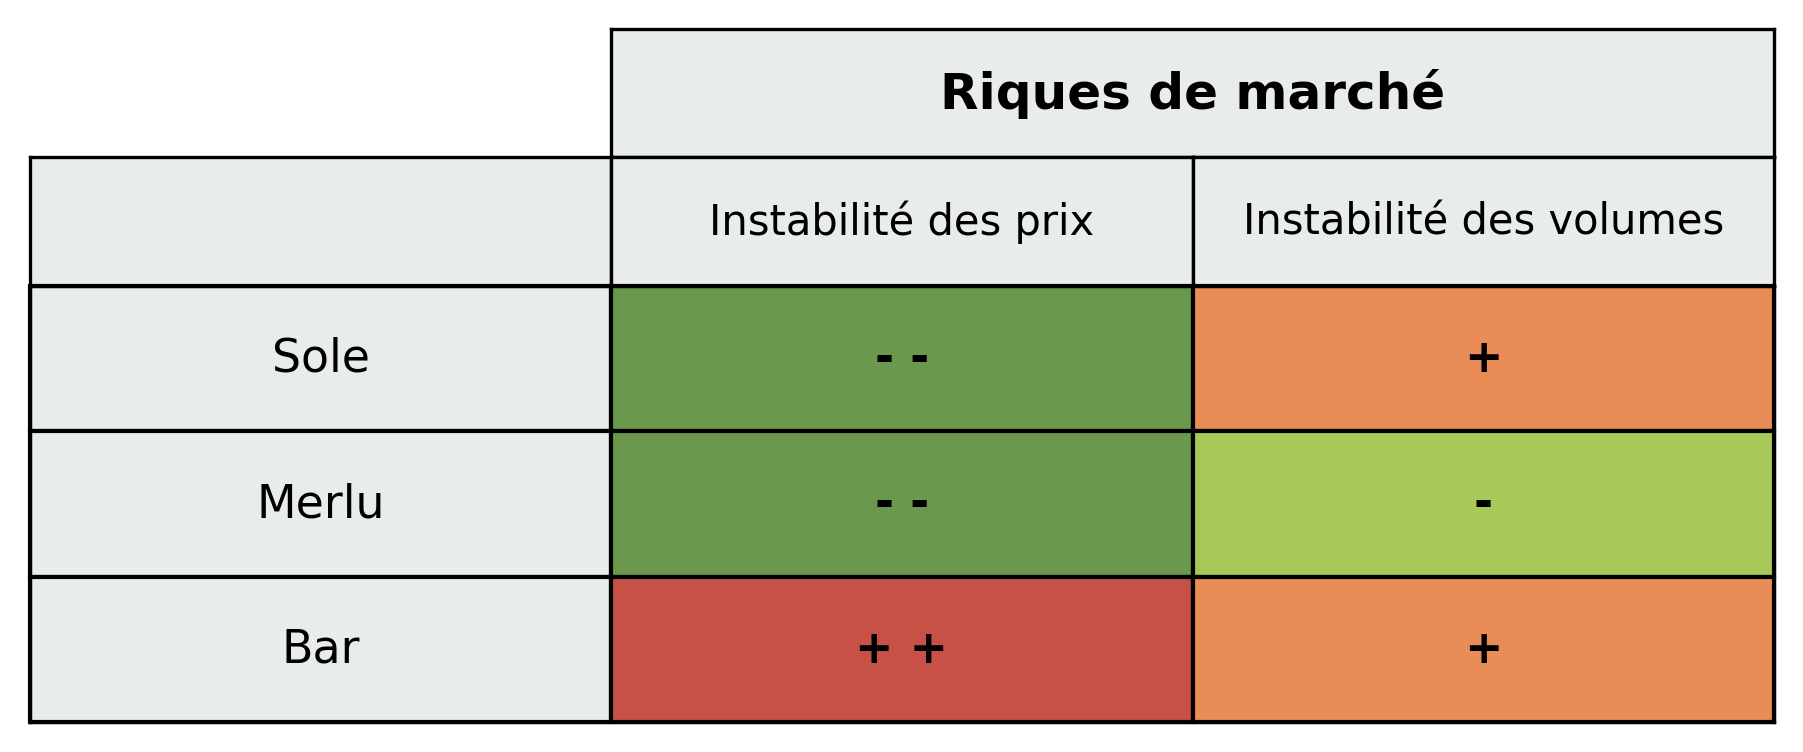 Riques de marché
Instabilité des prix Instabilité des volumes
Sole - - +
Merlu - - -
Bar + + +